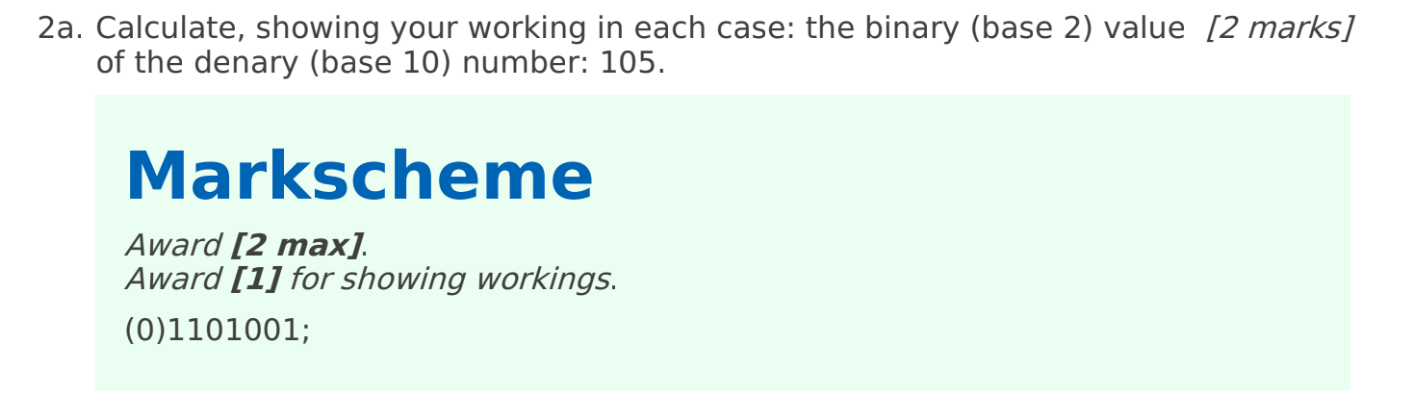 2a. Calculate, showing your working in each case: the binary (base 2) value [2 marks]
of the denary (base 10) number: 105.
Markscheme
Award [2 max].
Award [1] for showing workings.
(0)1101001;